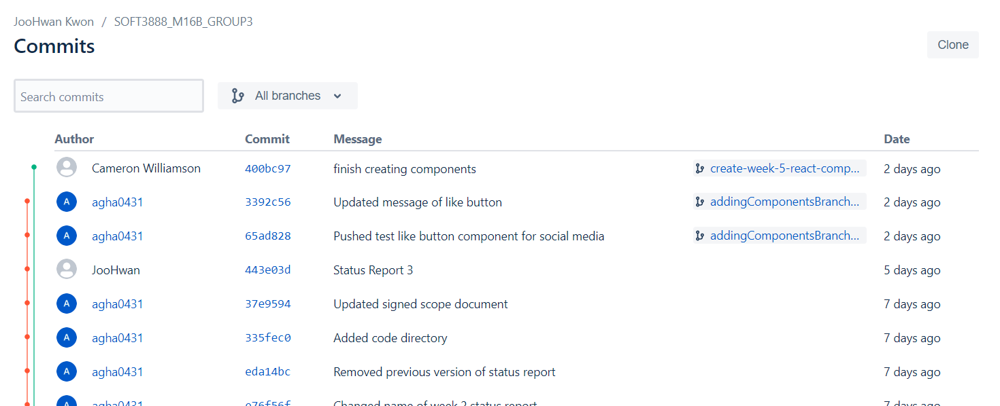 JooHwan Kwon / SOFT3888_M16B_GROUP3
Commits
Clone
Search commits
All branches
Author Commit Message Date
Cameron Williamson 400bc97 finish creating components create-week-5-react-comp... 2 days ago
A agha0431 3392c56 Updated message of like button addingComponentsBranch... 2 days ago
A agha0431 65ad828 Pushed test like button component for social media addingComponentsBranch... 2 days ago
JooHwan 443e03d Status Report 3 5 days ago
A agha0431 37e9594 Updated signed scope document 7 days ago
A agha0431 335fec0 Added code directory 7 days ago
A agha0431 eda14bc Removed previous version of status report 7 days ago
A agha0431 e76f56f Changed name of week 2 status report 7 days ago